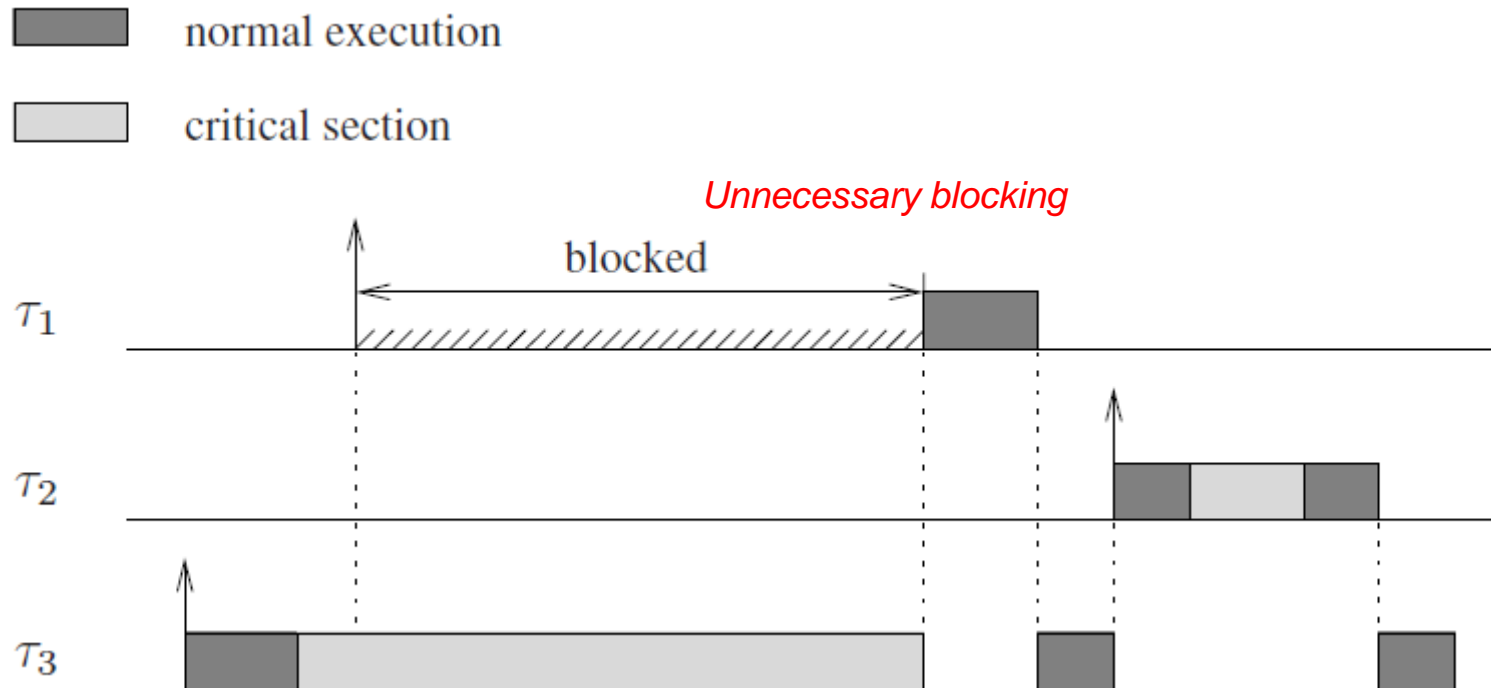 normal execution
critical section
Unnecessary blocking
blocked
τ1
τ2
τ3